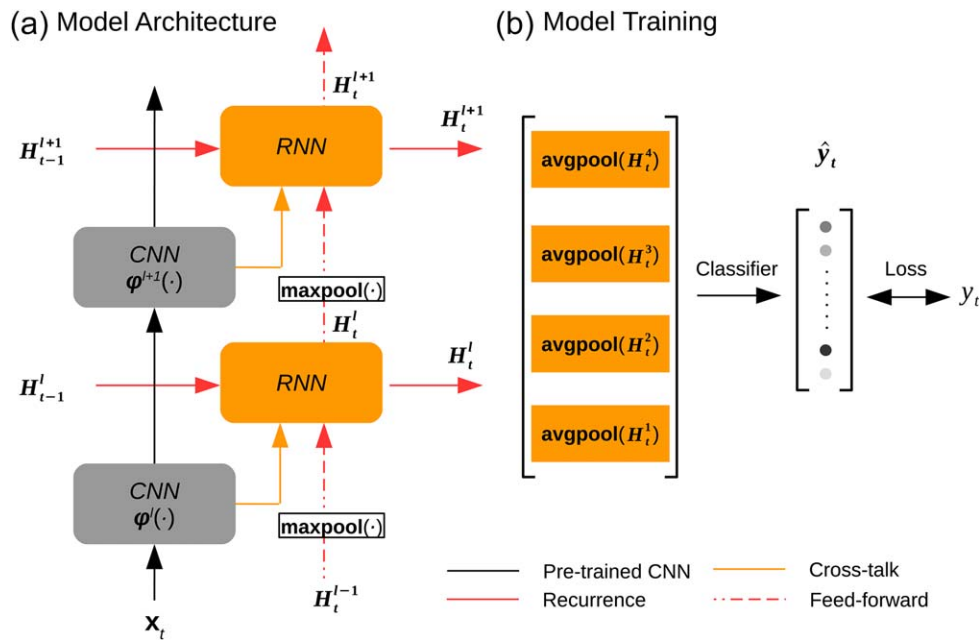 (a) Model Architecture
H_t^{l+1}
H_{t-1}^{l+1}
RNN
H_t^{l+1}
CNN
φ^{l+1}(·)
maxpool(·)
H_t^l
H_{t-1}^l
RNN
H_t^l
CNN
φ^l(·)
maxpool(·)
H_t^{l-1}
x_t
(b) Model Training
avgpool(H_t^4)
avgpool(H_t^3)
avgpool(H_t^2)
avgpool(H_t^1)
Classifier
ŷ_t
Loss
y_t
Pre-trained CNN
Cross-talk
Recurrence
Feed-forward